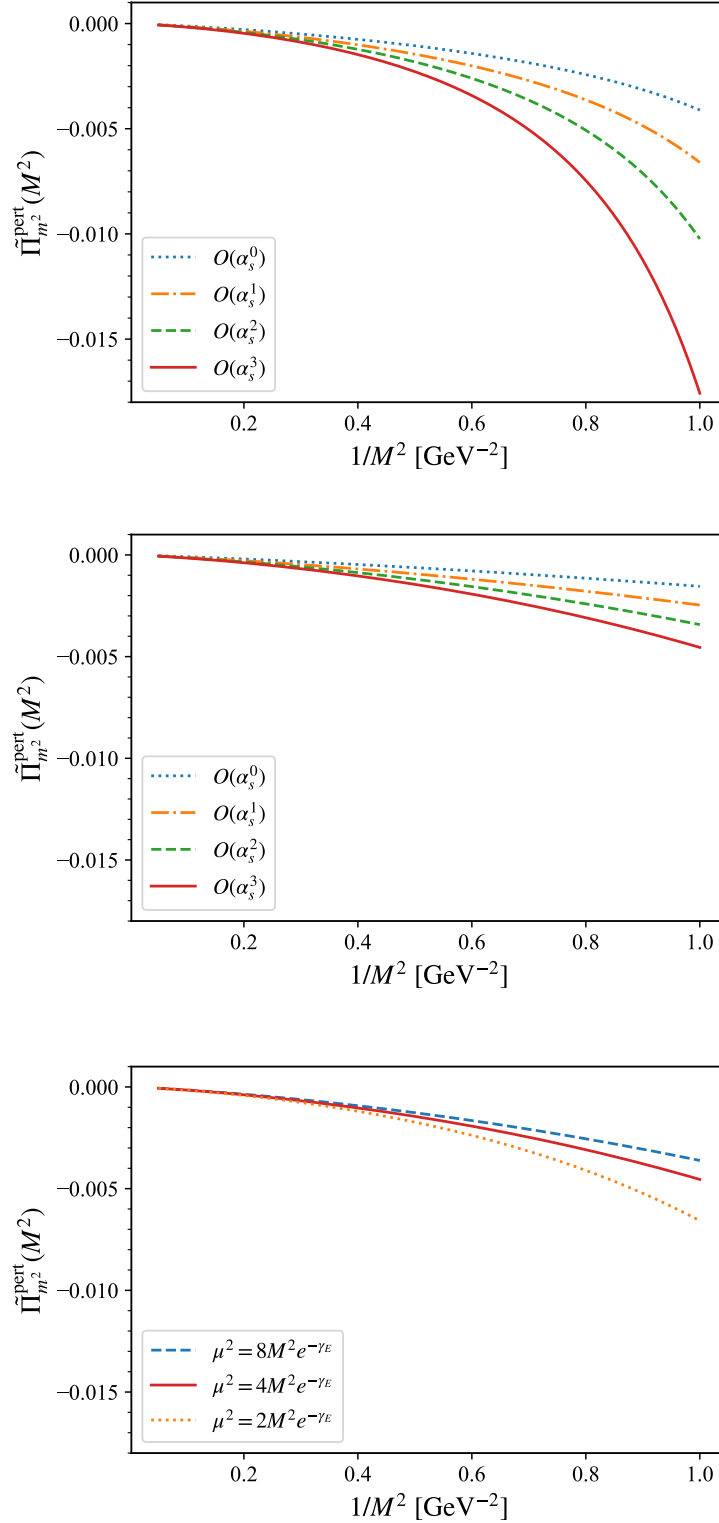 0.000
−0.005
−0.010
−0.015
Π̃^pert_m²(M²)
O(α_s^0)
O(α_s^1)
O(α_s^2)
O(α_s^3)
0.2 0.4 0.6 0.8 1.0
1/M² [GeV⁻²]
0.000
−0.005
−0.010
−0.015
Π̃^pert_m²(M²)
O(α_s^0)
O(α_s^1)
O(α_s^2)
O(α_s^3)
0.2 0.4 0.6 0.8 1.0
1/M² [GeV⁻²]
0.000
−0.005
−0.010
−0.015
Π̃^pert_m²(M²)
μ² = 8M²e^{−γ_E}
μ² = 4M²e^{−γ_E}
μ² = 2M²e^{−γ_E}
0.2 0.4 0.6 0.8 1.0
1/M² [GeV⁻²]